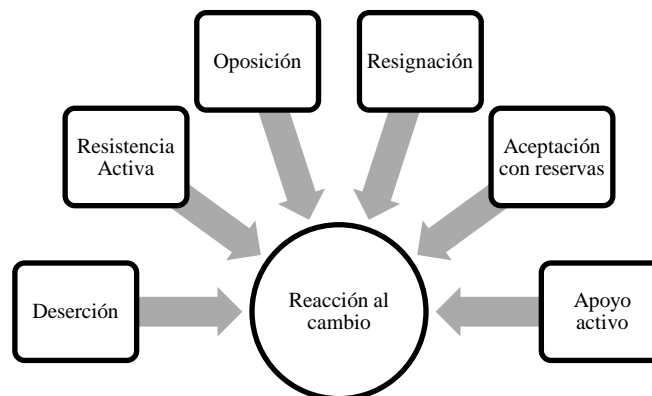 Oposición
Resignación
Resistencia
Activa
Aceptación
con reservas
Deserción
Reacción al
cambio
Apoyo
activo